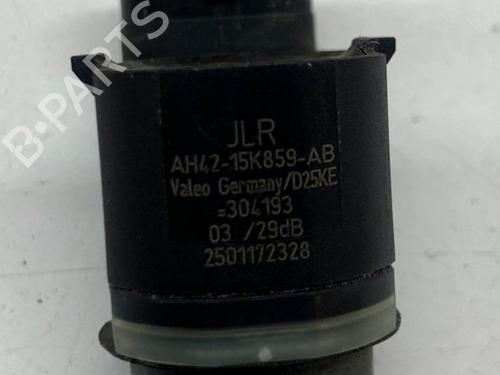 B-PARTS
JLR
AH42-15K859-AB
Valeo Germany/D25KE
=304193
03 /29dB
2501172328